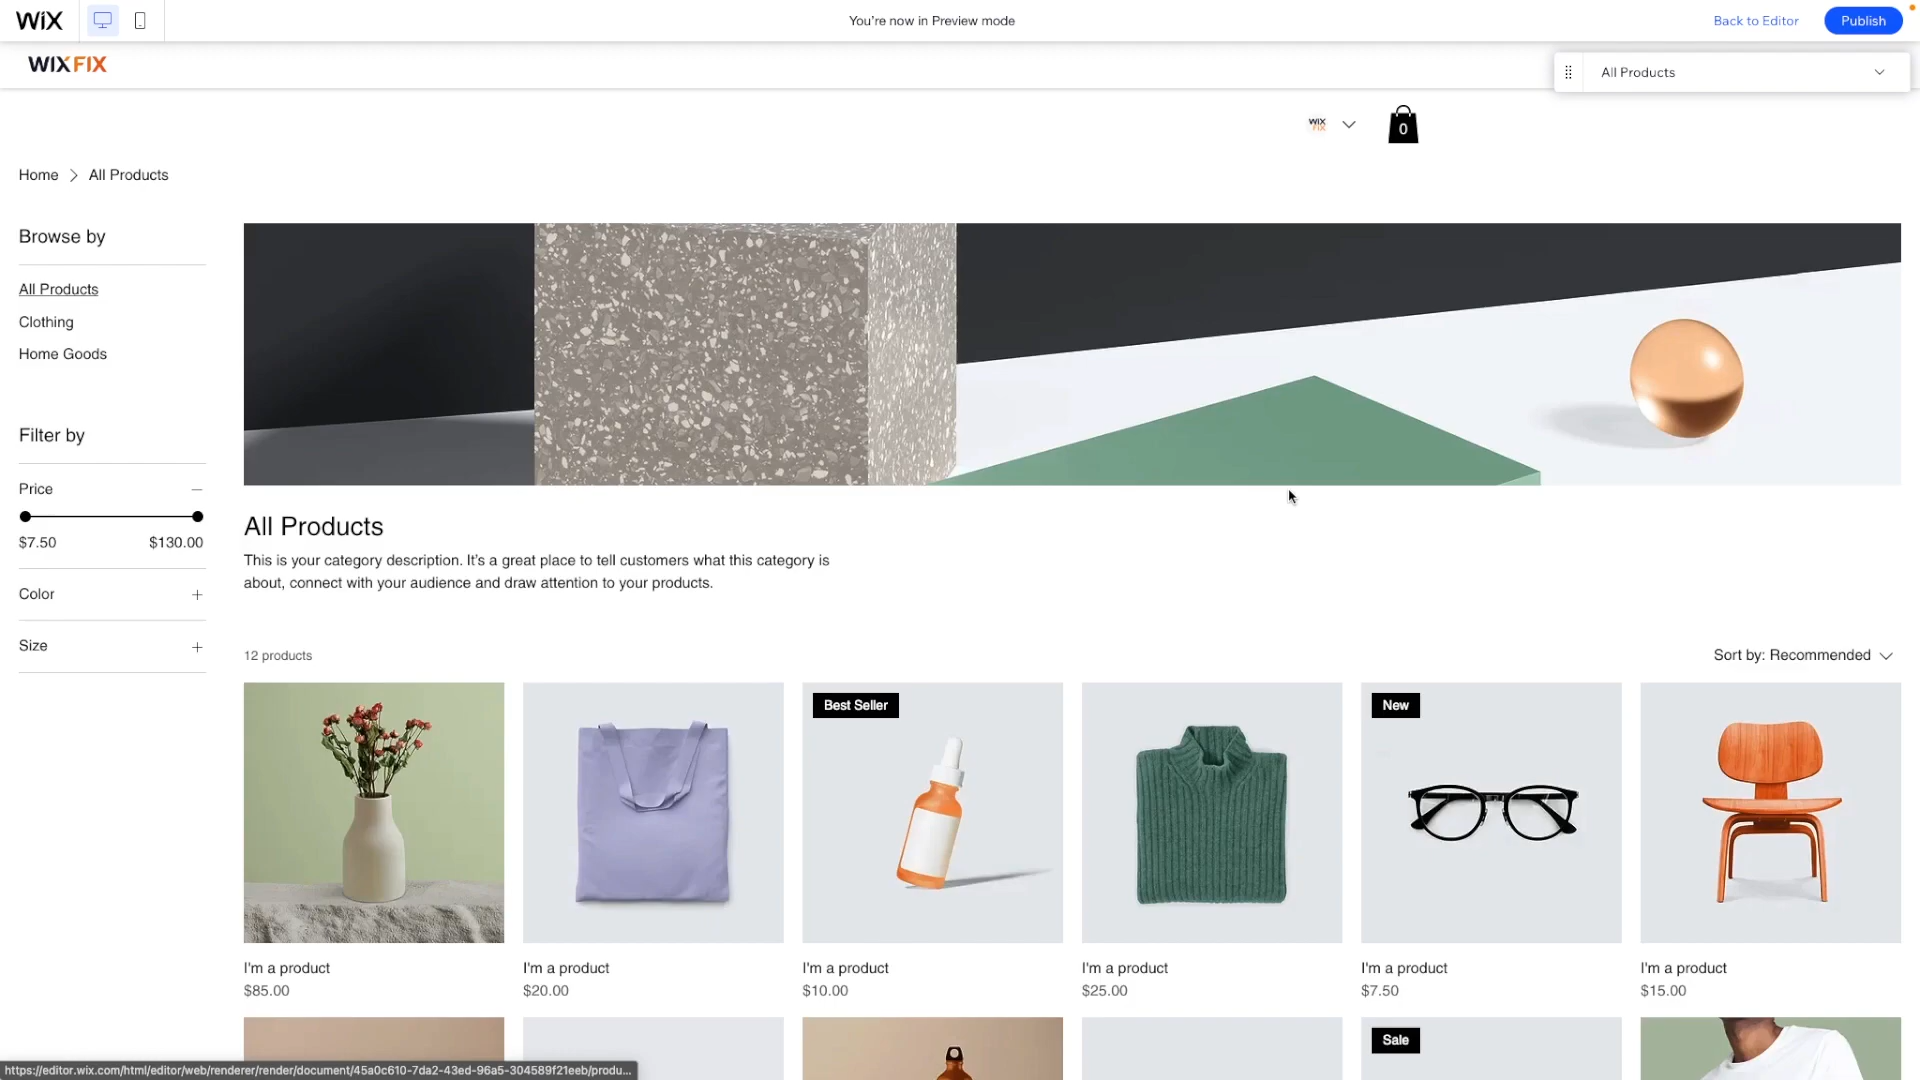 WiX
You're now in Preview mode
Back to Editor
Publish
WIXFIX
All Products
WIX
FIX
0
Home
All Products
Browse by
All Products
Clothing
Home Goods
Filter by
Price
$7.50
$130.00
Color
Size
All Products
This is your category description. It's a great place to tell customers what this category is
about, connect with your audience and draw attention to your products.
12 products
Sort by: Recommended
Best Seller
New
I'm a product
$85.00
I'm a product
$20.00
I'm a product
$10.00
I'm a product
$25.00
I'm a product
$7.50
I'm a product
$15.00
Sale
https://editor.wix.com/html/editor/web/renderer/render/document/45a0c610-7da2-43ed-96a5-304589f21eeb/produ...